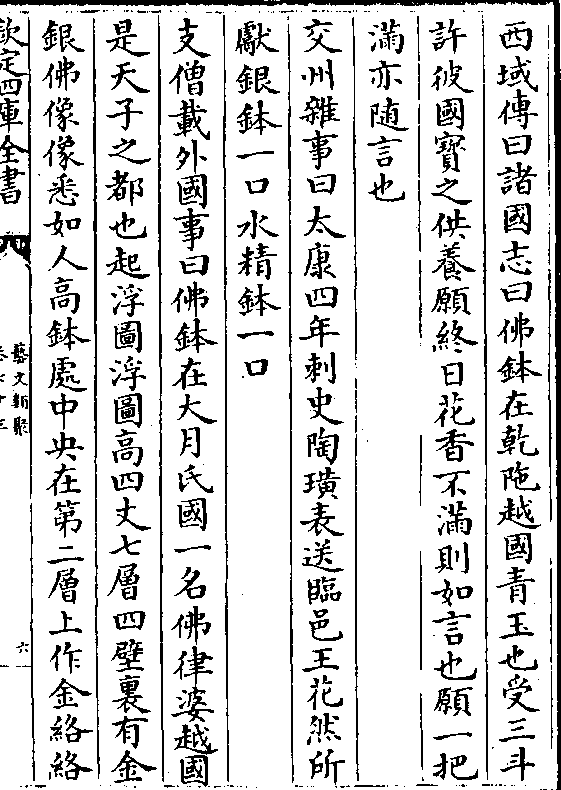 西域傳曰諸國志曰佛鉢在乾陁越國青玉也受三斗
許彼國寳之供養願終日花香不滿則如言也願一把
滿亦随言也
交州雜事曰太康四年刺史陶璜表送臨邑王花然所
獻銀鉢一口水精鉢一口
支僧載外國事曰佛鉢在大月氏國一名佛律婆越國
是天子之都也起浮圖浮圖高四丈七層四壁裏有金
銀佛像像悉如人高鉢處中央在第二層上作金絡絡
欽定四庫全書
藝文類聚
卷七十三
六